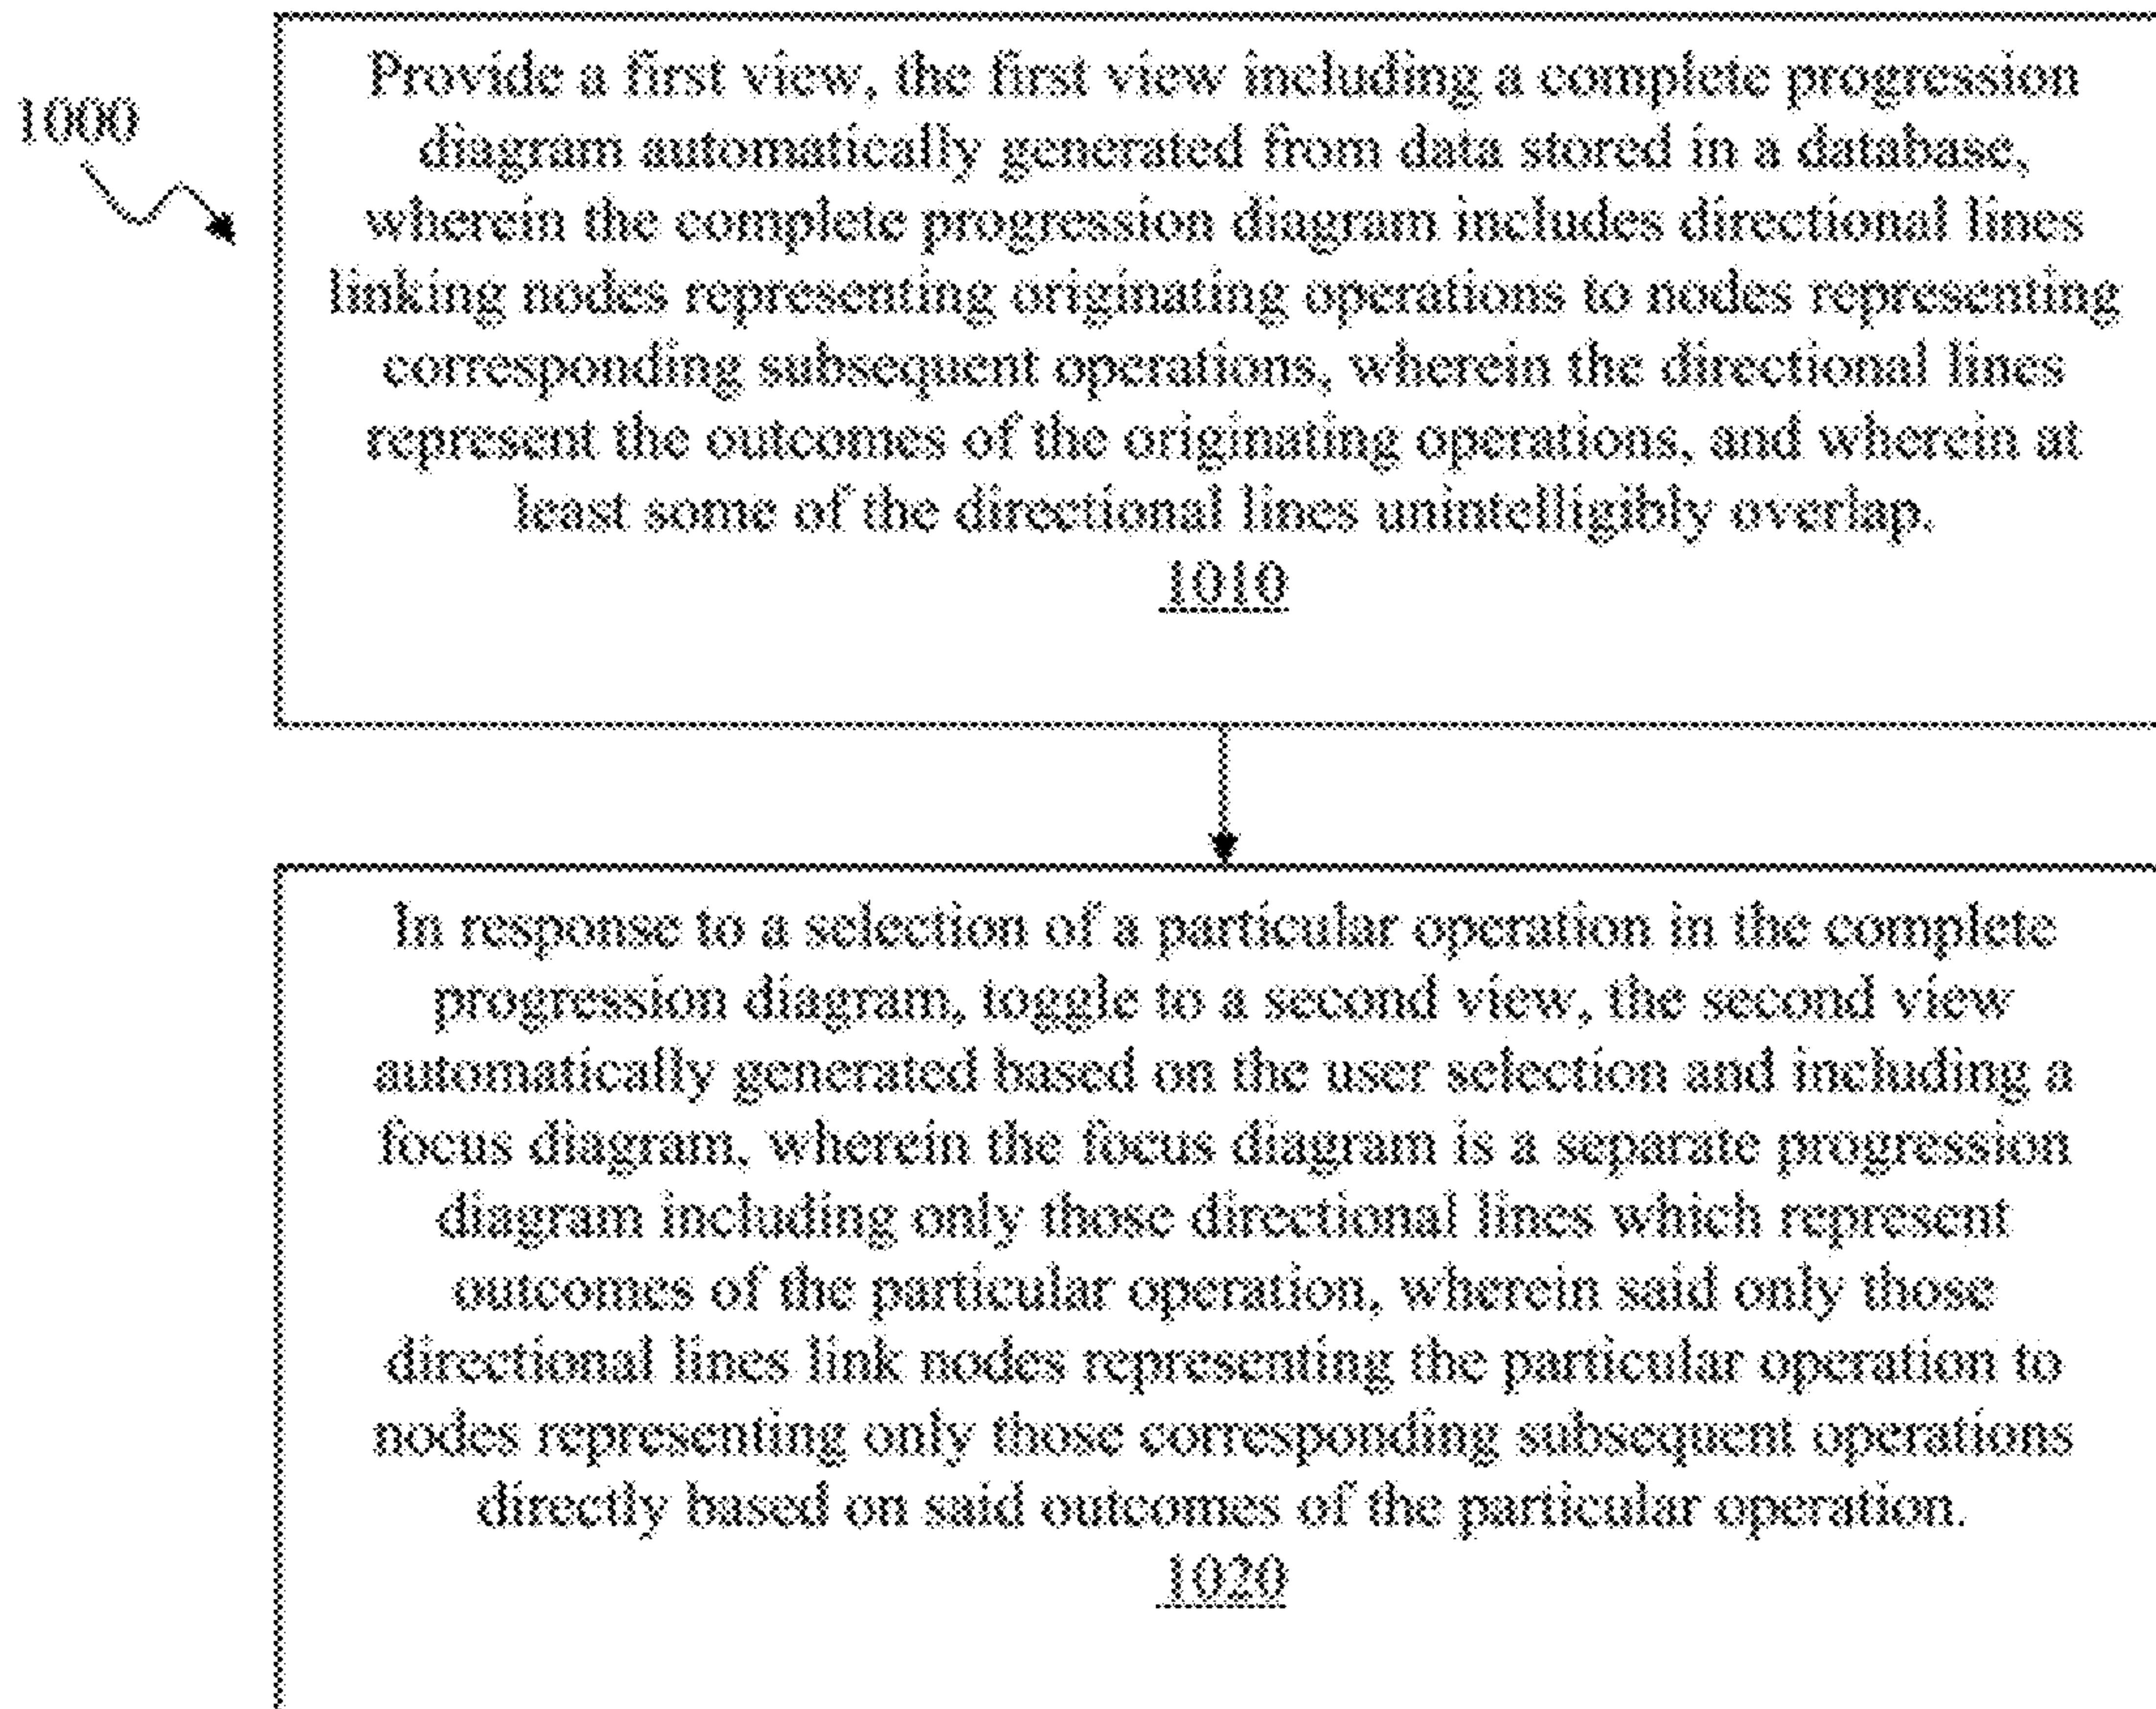 1000
Provide a first view, the first view including a complete progression
diagram automatically generated from data stored in a database,
wherein the complete progression diagram includes directional lines
linking nodes representing originating operations to nodes representing
corresponding subsequent operations, wherein the directional lines
represent the outcomes of the originating operations, and wherein at
least some of the directional lines unintelligibly overlap.
1010
In response to a selection of a particular operation in the complete
progression diagram, toggle to a second view, the second view
automatically generated based on the user selection and including a
focus diagram, wherein the focus diagram is a separate progression
diagram including only those directional lines which represent
outcomes of the particular operation, wherein said only those
directional lines link nodes representing the particular operation to
nodes representing only those corresponding subsequent operations
directly based on said outcomes of the particular operation.
1020